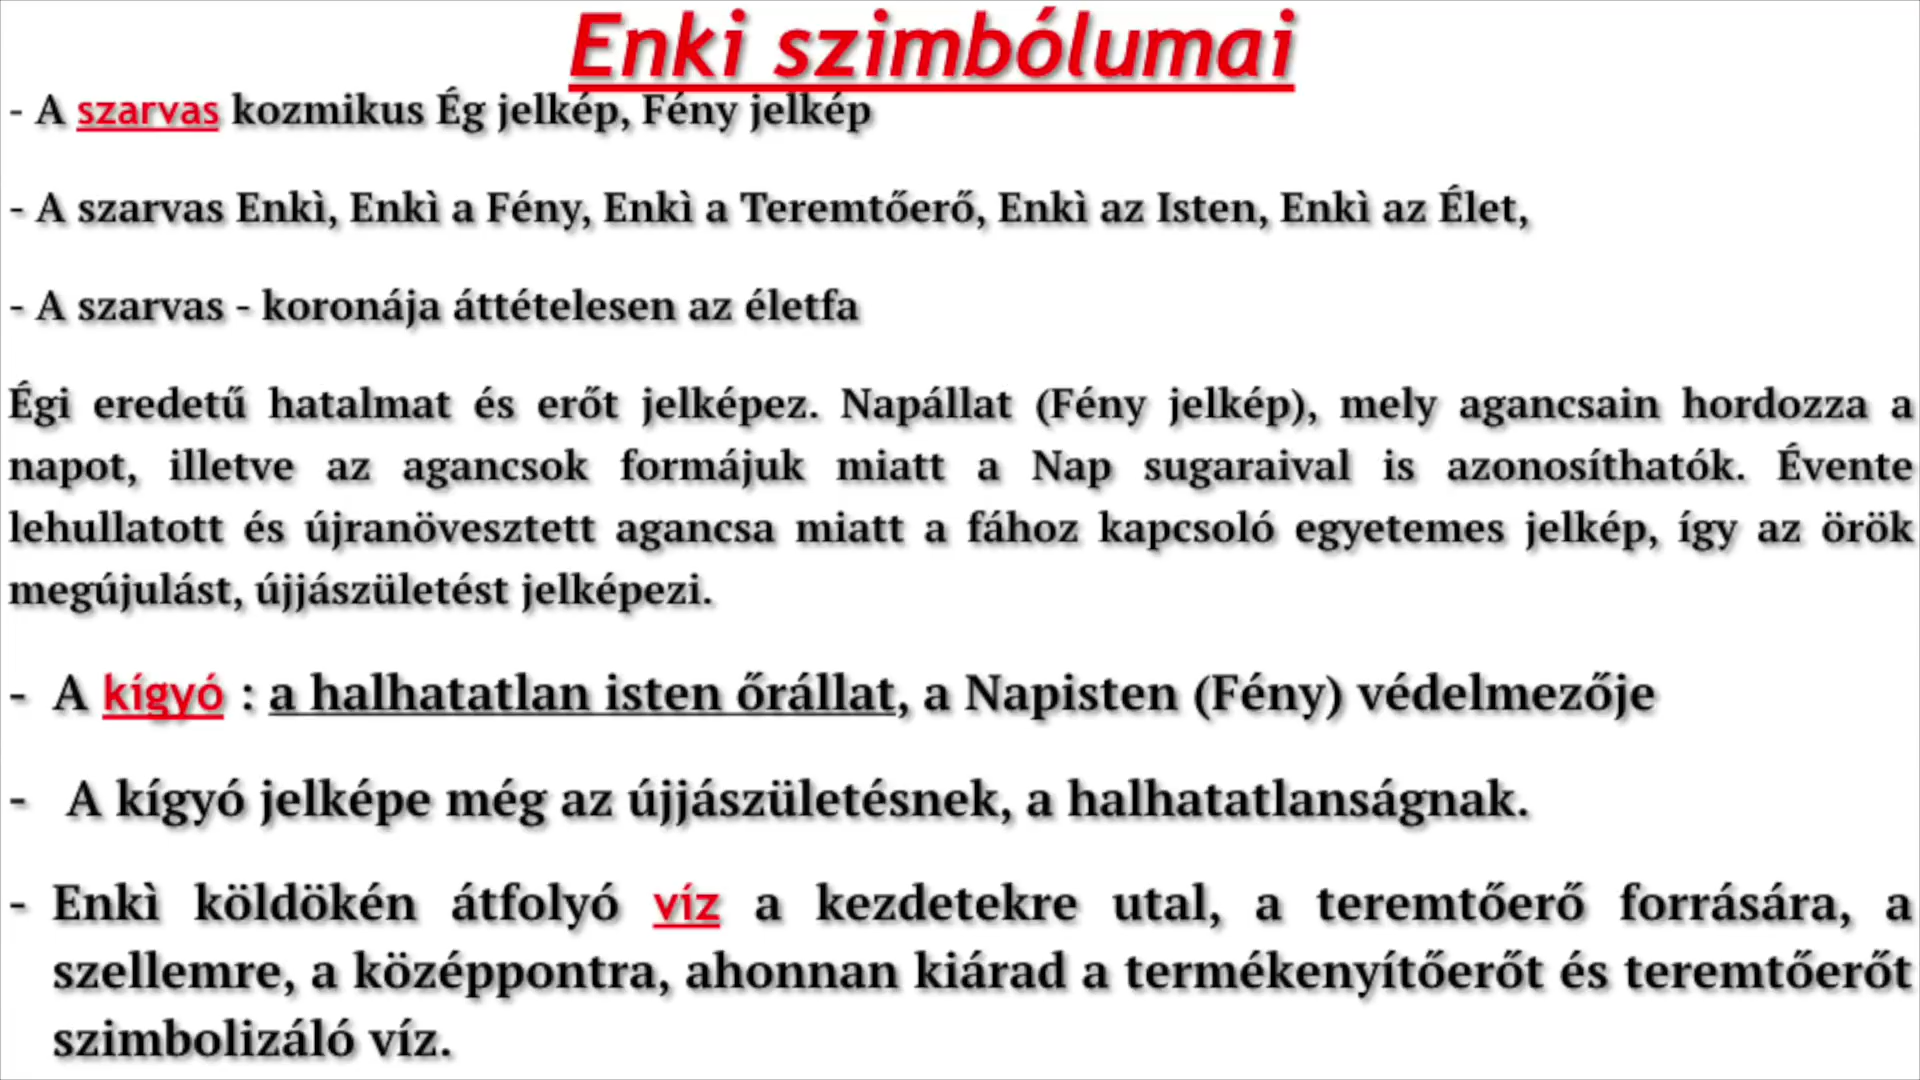 Enki szimbólumai
- A szarvas kozmikus Ég jelkép, Fény jelkép
- A szarvas Enkì, Enkì a Fény, Enkì a Teremtőerő, Enkì az Isten, Enkì az Élet,
- A szarvas - koronája áttételesen az életfa
Égi eredetű hatalmat és erőt jelképez. Napállat (Fény jelkép), mely agancsain hordozza a
napot, illetve az agancsok formájuk miatt a Nap sugaraival is azonosíthatók. Évente
lehullatott és újranövesztett agancsa miatt a fához kapcsoló egyetemes jelkép, így az örök
megújulást, újjászületést jelképezi.
- A kígyó : a halhatatlan isten őrállat, a Napisten (Fény) védelmezője
- A kígyó jelképe még az újjászületésnek, a halhatatlanságnak.
- Enkì köldökén átfolyó víz a kezdetekre utal, a teremtőerő forrására, a
szellemre, a középpontra, ahonnan kiárad a termékenyítőerőt és teremtőerőt
szimbolizáló víz.